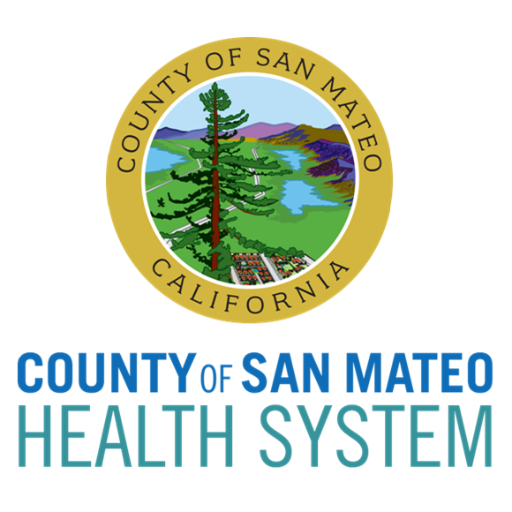 COUNTY OF SAN MATEO
CALIFORNIA
COUNTY OF SAN MATEO
HEALTH SYSTEM